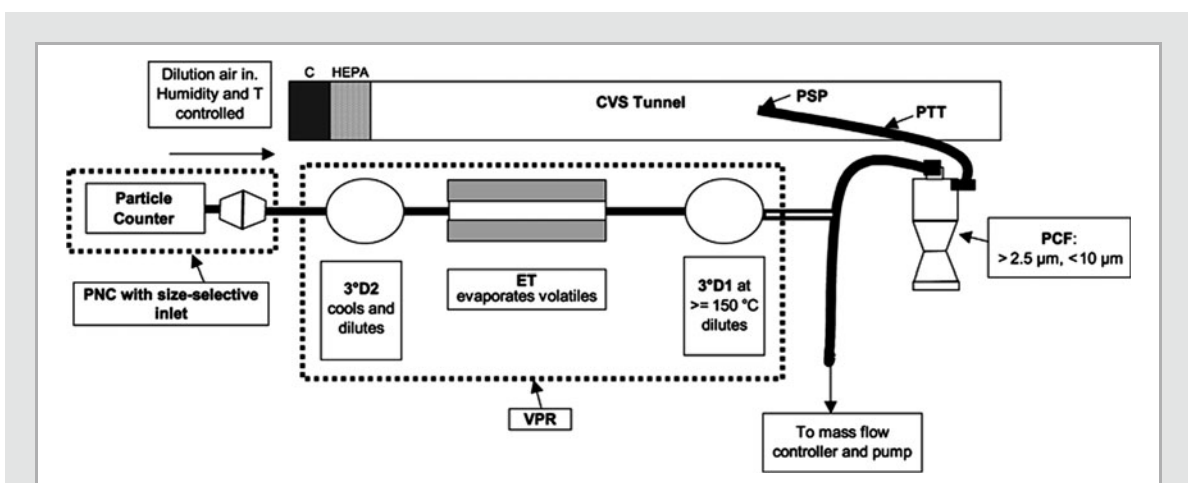 Dilution air in.
Humidity and T
controlled
C
HEPA
CVS Tunnel
PSP
PTT
Particle
Counter
PCF:
> 2.5 µm, <10 µm
PNC with size-selective
inlet
3°D2
cools and
dilutes
ET
evaporates volatiles
3°D1 at
>= 150 °C
dilutes
VPR
To mass flow
controller and pump